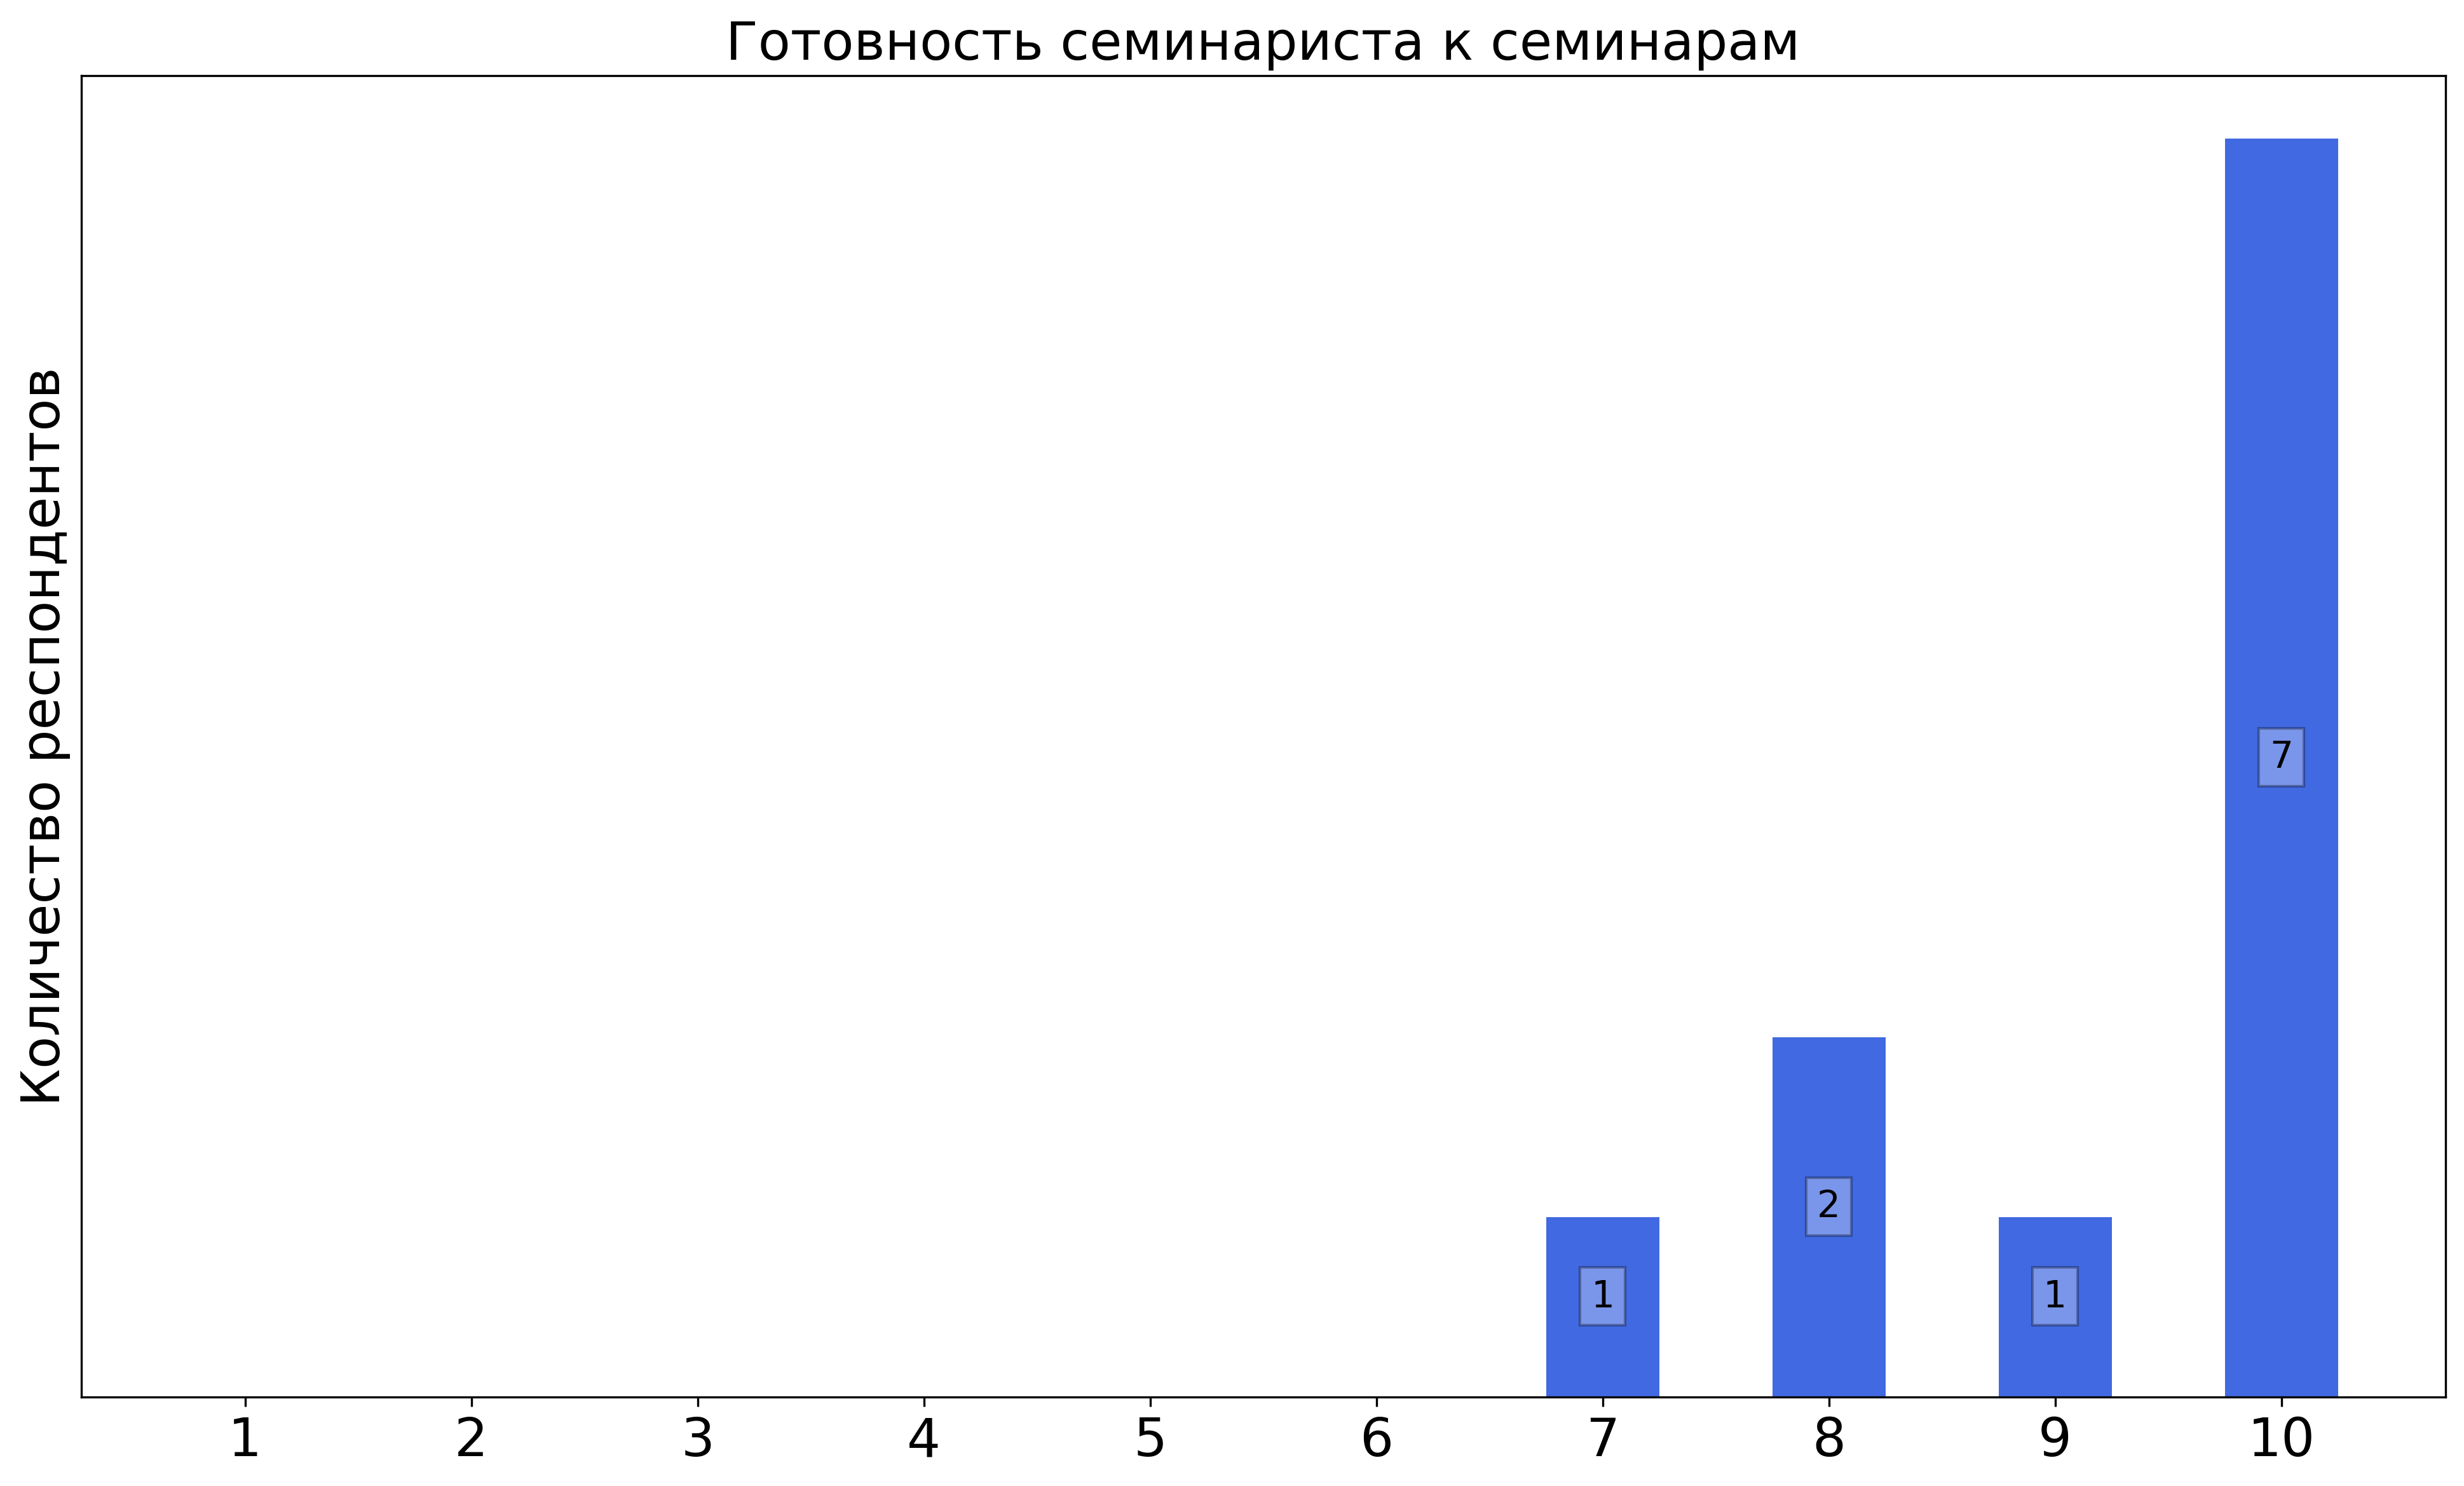 Готовность семинариста к семинарам
Количество респондентов
7
2
1
1
1 2 3 4 5 6 7 8 9 10